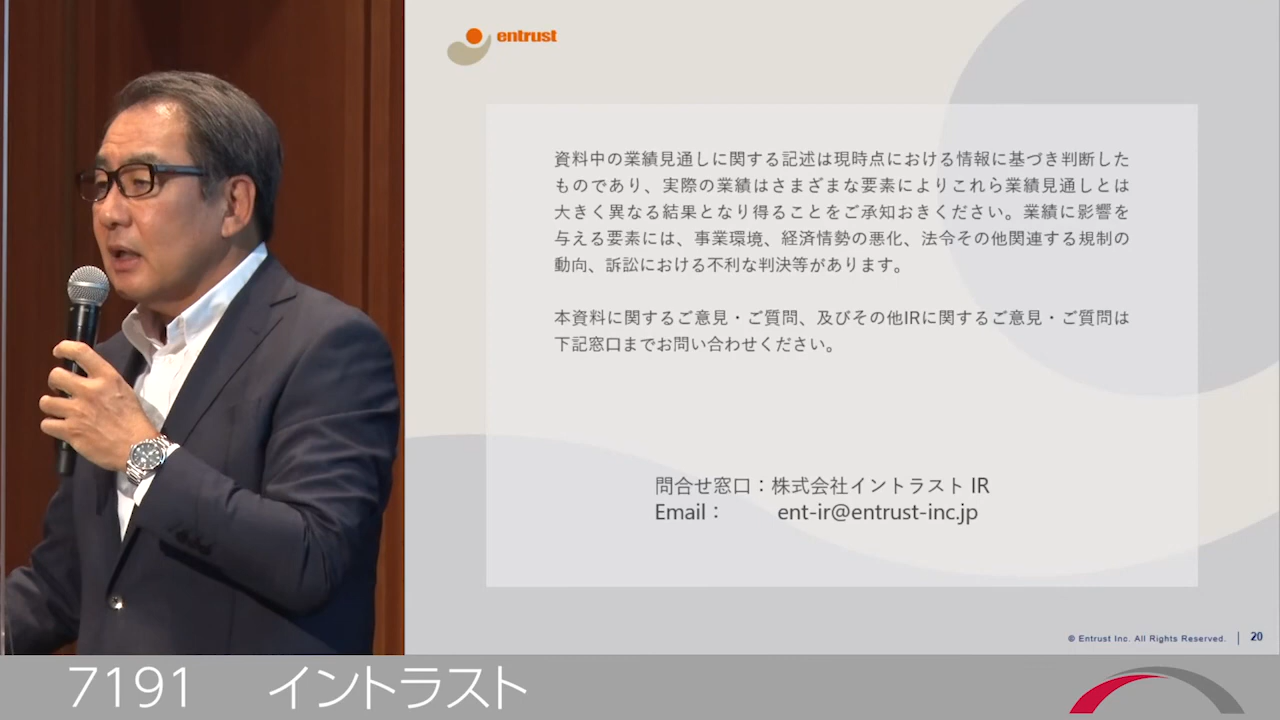 entrust
資料中の業績見通しに関する記述は現時点における情報に基づき判断した
ものであり、実際の業績はさまざまな要素によりこれら業績見通しとは
大きく異なる結果となり得ることをご承知おきください。業績に影響を
与える要素には、事業環境、経済情勢の悪化、法令その他関連する規制の
動向、訴訟における不利な判決等があります。
本資料に関するご意見・ご質問、及びその他IRに関するご意見・ご質問は
下記窓口までお問い合わせください。
問合せ窓口：株式会社イントラスト IR
Email： ent-ir@entrust-inc.jp
© Entrust Inc. All Rights Reserved. | 20
7191 イントラスト